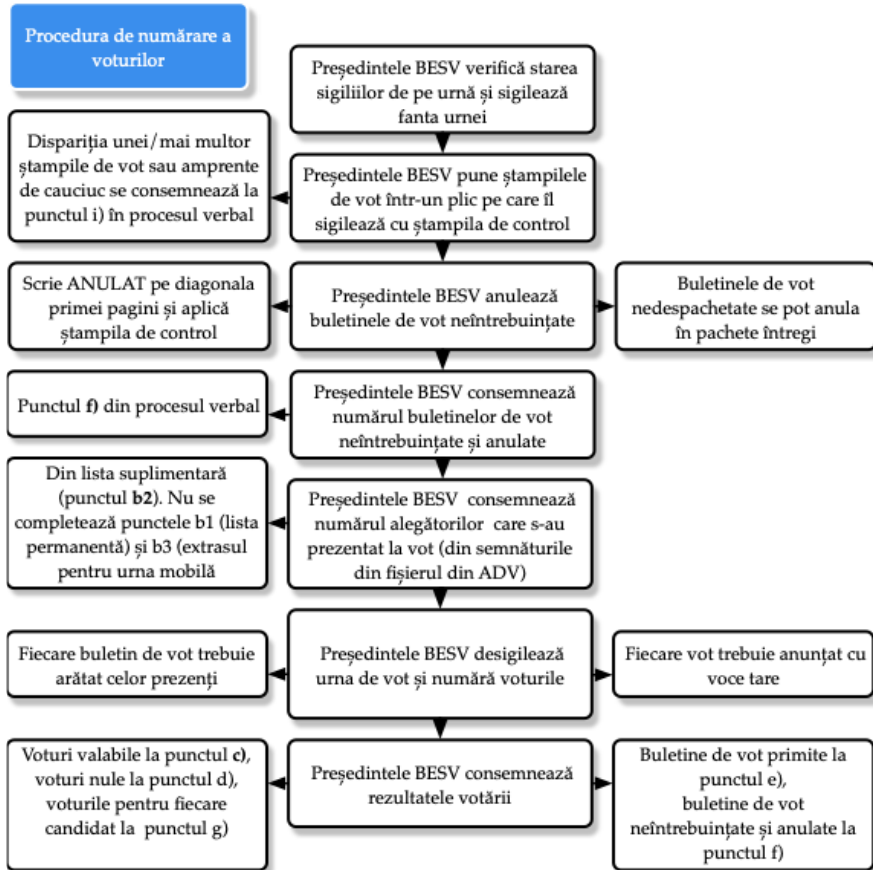 Procedura de numărare a
voturilor
Președintele BESV verifică starea
sigiliilor de pe urnă și sigilează
fanta urnei
Dispariția unei/mai multor
ștampile de vot sau amprente
de cauciuc se consemnează la
punctul i) în procesul verbal
Președintele BESV pune ștampilele
de vot într-un plic pe care îl
sigilează cu ștampila de control
Scrie ANULAT pe diagonala
primei pagini și aplică
ștampila de control
Președintele BESV anulează
buletinele de vot neîntrebuințate
Buletinele de vot
nedespachetate se pot anula
în pachete întregi
Punctul f) din procesul verbal
Președintele BESV consemnează
numărul buletinelor de vot
neîntrebuințate și anulate
Din lista suplimentară
(punctul b2). Nu se
completează punctele b1 (lista
permanentă) și b3 (extrasul
pentru urna mobilă
Președintele BESV consemnează
numărul alegătorilor care s-au
prezentat la vot (din semnăturile
din fișierul din ADV)
Fiecare buletin de vot trebuie
arătat celor prezenți
Președintele BESV desigilează
urna de vot și numără voturile
Fiecare vot trebuie anunțat cu
voce tare
Voturi valabile la punctul c),
voturi nule la punctul d),
voturile pentru fiecare
candidat la punctul g)
Președintele BESV consemnează
rezultatele votării
Buletine de vot primite la
punctul e),
buletine de vot
neîntrebuințate și anulate la
punctul f)